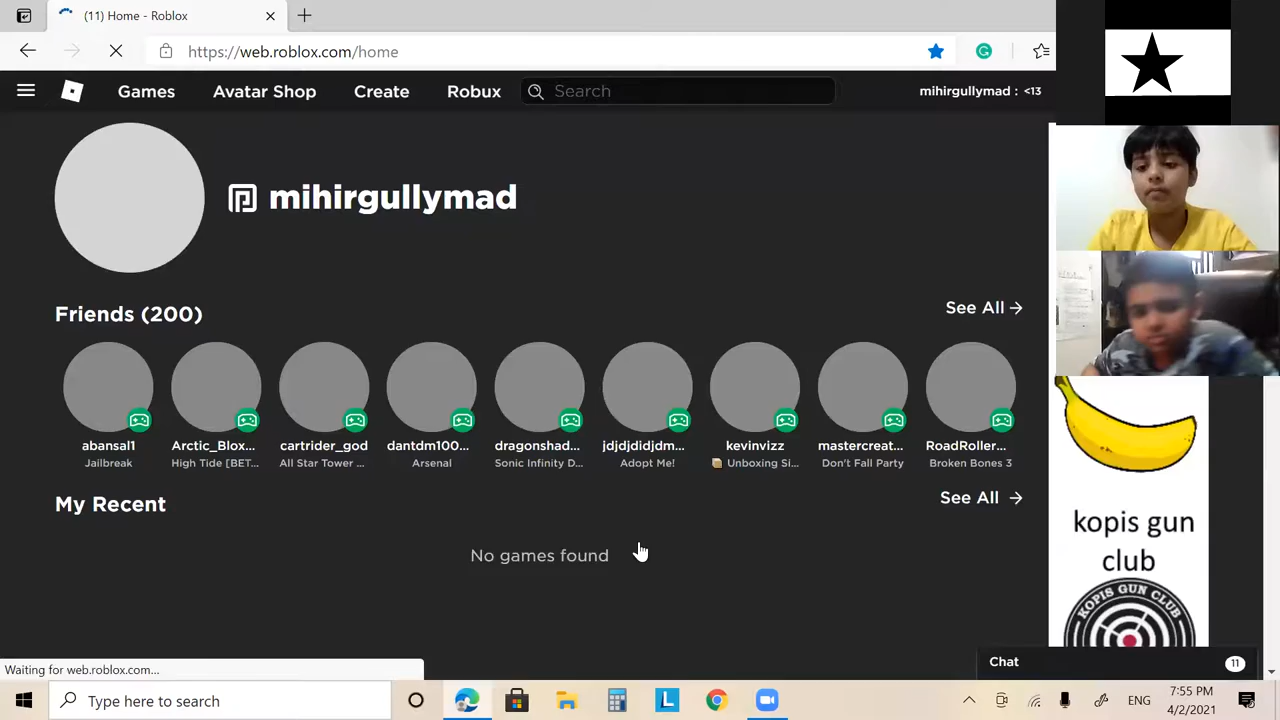 (11) Home - Roblox
https://web.roblox.com/home
Games Avatar Shop Create Robux Search mihirgullymad : <13
mihirgullymad
Friends (200) See All
abansal1 Arctic_Blox... cartrider_god dantdm100... dragonshad... jdjdjdidjdm... kevinvizz mastercreat... RoadRoller...
Jailbreak High Tide [BET... All Star Tower ... Arsenal Sonic Infinity D... Adopt Me! Unboxing Si... Don't Fall Party Broken Bones 3
My Recent See All
No games found
kopis gun
club
KOPIS GUN CLUB
Chat 11
Waiting for web.roblox.com...
Type here to search
L
ENG
7:55 PM
4/2/2021